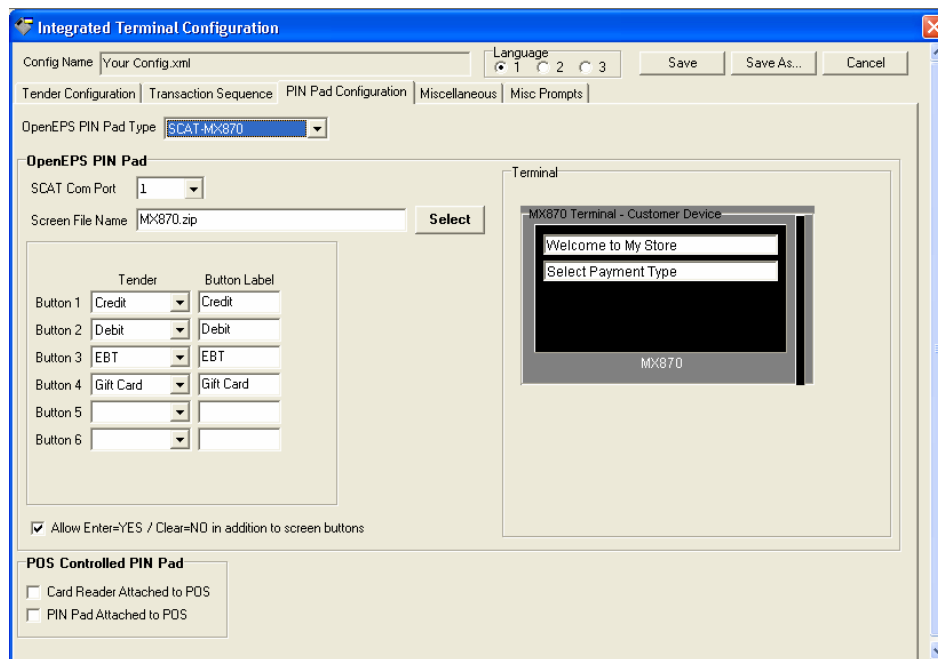 Integrated Terminal Configuration
Config Name Your Config.xml Language 1 2 3 Save Save As... Cancel
Tender Configuration Transaction Sequence PIN Pad Configuration Miscellaneous Misc Prompts
OpenEPS PIN Pad Type SCAT-MX870
OpenEPS PIN Pad
SCAT Com Port 1
Screen File Name MX870.zip Select
Tender Button Label
Button 1 Credit Credit
Button 2 Debit Debit
Button 3 EBT EBT
Button 4 Gift Card Gift Card
Button 5
Button 6
Allow Enter=YES / Clear=NO in addition to screen buttons
Terminal
MX870 Terminal - Customer Device
Welcome to My Store
Select Payment Type
MX870
POS Controlled PIN Pad
Card Reader Attached to POS
PIN Pad Attached to POS